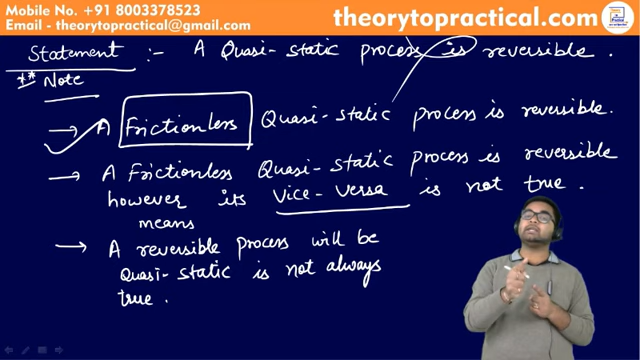 Mobile No. +91 8003378523
Email - theorytopractical@gmail.com
theorytopractical.com
Statement :- A Quasi-static process is reversible.
** Note
→ A Frictionless Quasi-static process is reversible.
→ A Frictionless Quasi-static process is reversible
however its vice-versa is not true.
means
→ A reversible process will be
quasi-static is not always
true.